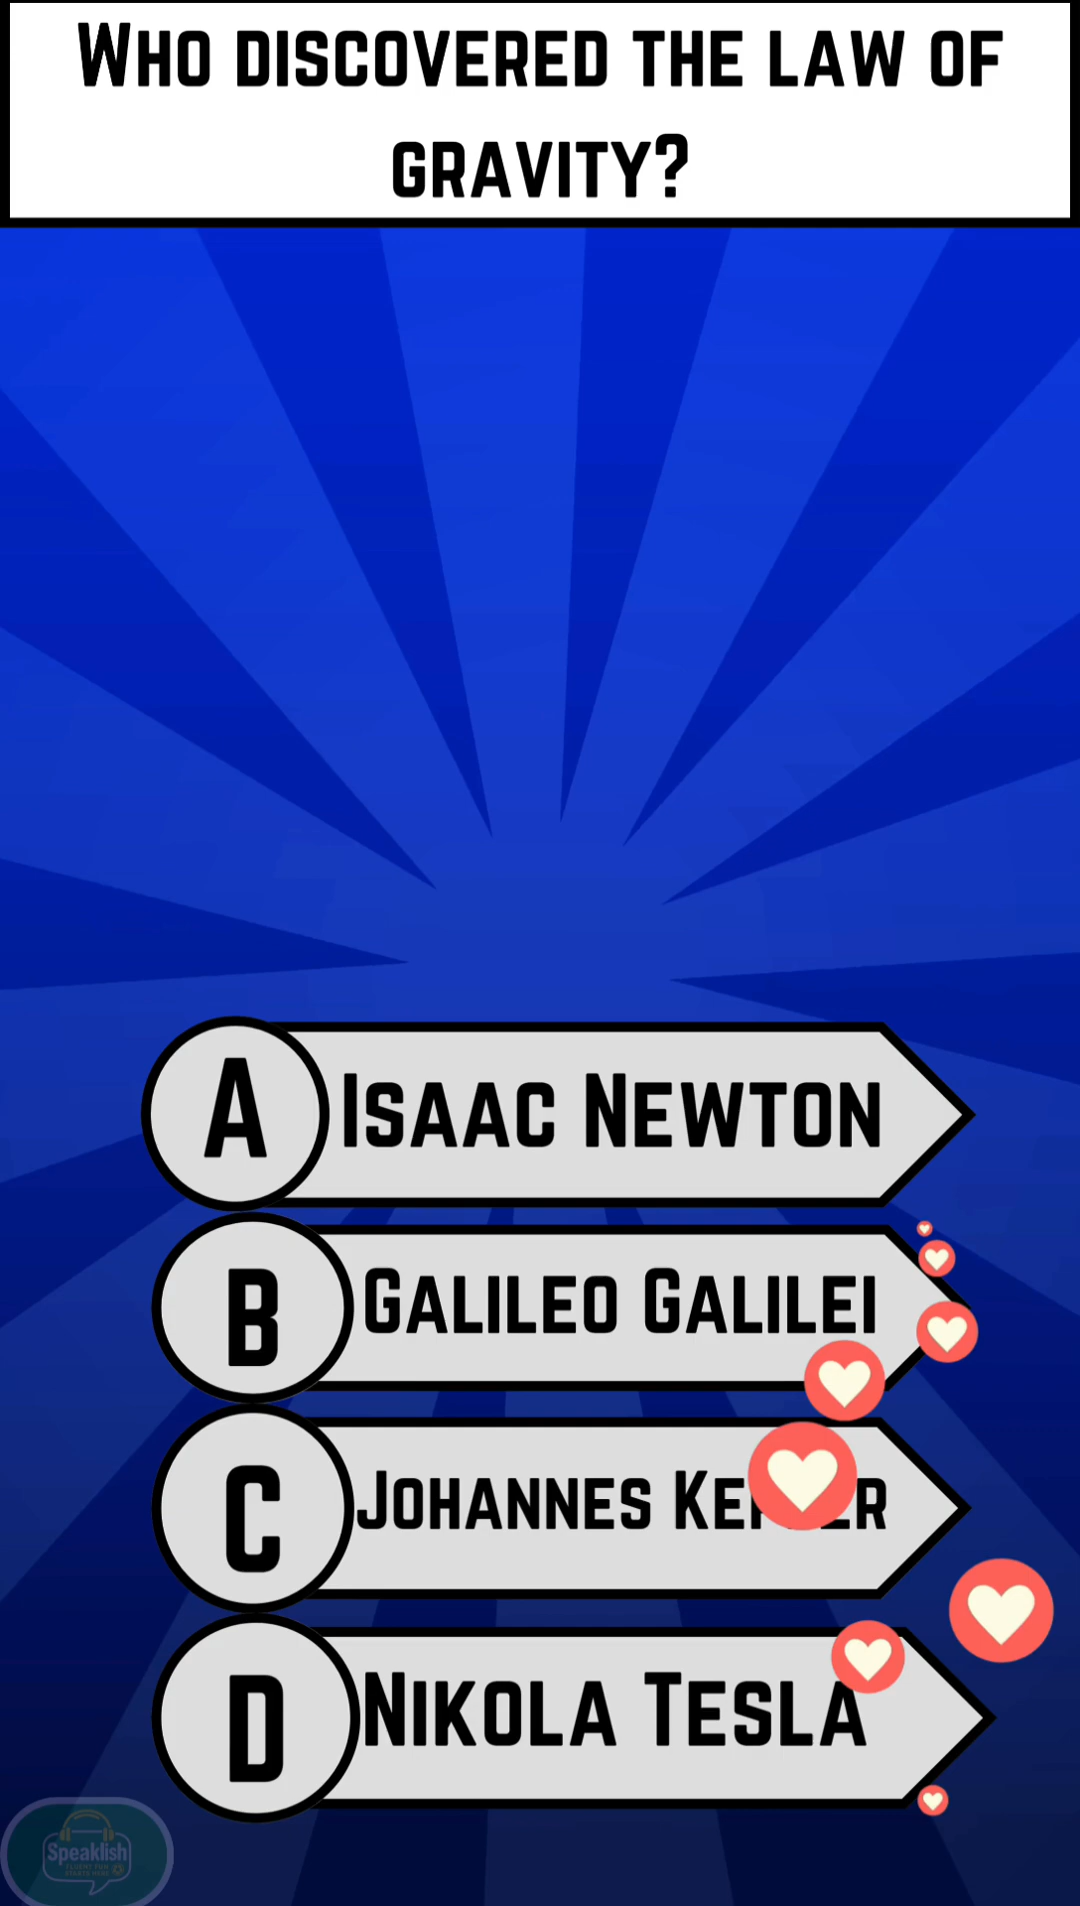 Who discovered the law of
gravity?
A Isaac Newton
B Galileo Galilei
C Johannes
D Nikola Tesla
Speaklish